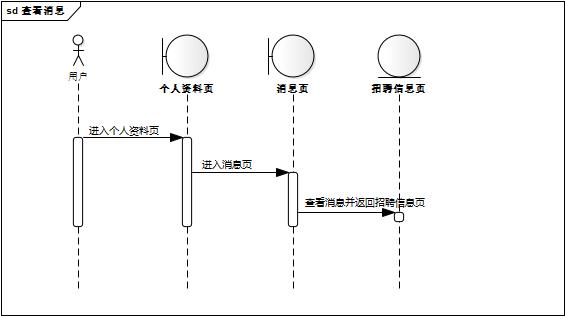 sd 查看消息
用户
个人资料页
消息页
招聘信息页
进入个人资料页
进入消息页
查看消息并返回招聘信息页